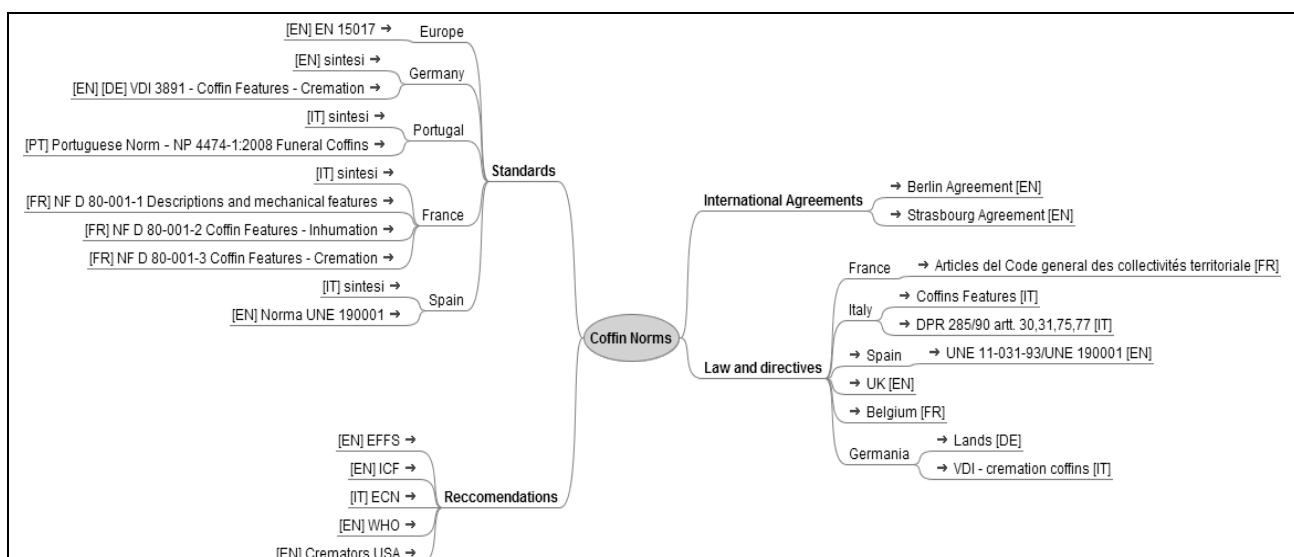 [EN] EN 15017 ➔
Europe
[EN] sintesi ➔
Germany
[EN] [DE] VDI 3891 - Coffin Features - Cremation ➔
[IT] sintesi ➔
Portugal
[PT] Portuguese Norm – NP 4474-1:2008 Funeral Coffins ➔
Standards
[IT] sintesi ➔
[FR] NF D 80-001-1 Descriptions and mechanical features ➔
France
[FR] NF D 80-001-2 Coffin Features - Inhumation ➔
[FR] NF D 80-001-3 Coffin Features - Cremation ➔
[IT] sintesi ➔
Spain
[EN] Norma UNE 190001 ➔
Coffin Norms
[EN] EFFS ➔
[EN] ICF ➔
[IT] ECN ➔
Reccomendations
[EN] WHO ➔
[EN] Cremators USA ➔
International Agreements
➔ Berlin Agreement [EN]
➔ Strasbourg Agreement [EN]
Law and directives
France
➔ Articles del Code general des collectivités territoriale [FR]
Italy
➔ Coffins Features [IT]
➔ DPR 285/90 artt. 30,31,75,77 [IT]
➔ Spain
➔ UNE 11-031-93/UNE 190001 [EN]
➔ UK [EN]
➔ Belgium [FR]
Germania
➔ Lands [DE]
➔ VDI - cremation coffins [IT]